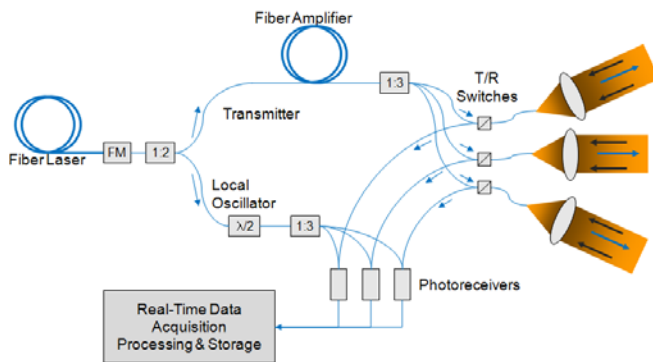 Fiber Amplifier
1:3
T/R
Switches
Transmitter
Fiber Laser
FM
1:2
Local
Oscillator
λ/2
1:3
Photoreceivers
Real-Time Data
Acquisition
Processing & Storage